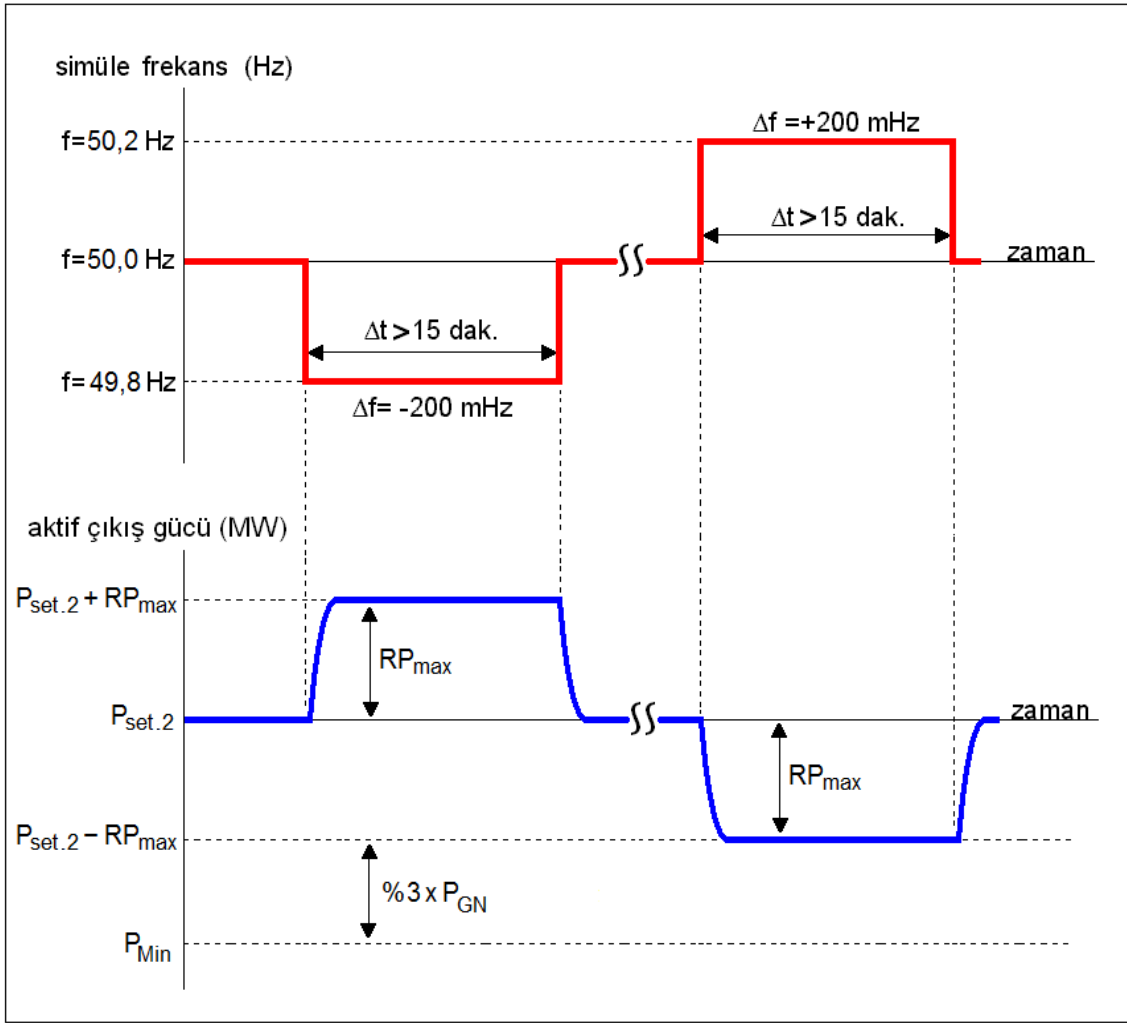 simüle frekans (Hz)
f=50,2 Hz
Δf =+200 mHz
Δt>15 dak.
f=50,0 Hz
zaman
Δt>15 dak.
f=49,8 Hz
Δf= -200 mHz
aktif çıkış gücü (MW)
Pset.2 + RPmax
RPmax
Pset.2
zaman
RPmax
Pset.2 − RPmax
%3 x PGN
PMin